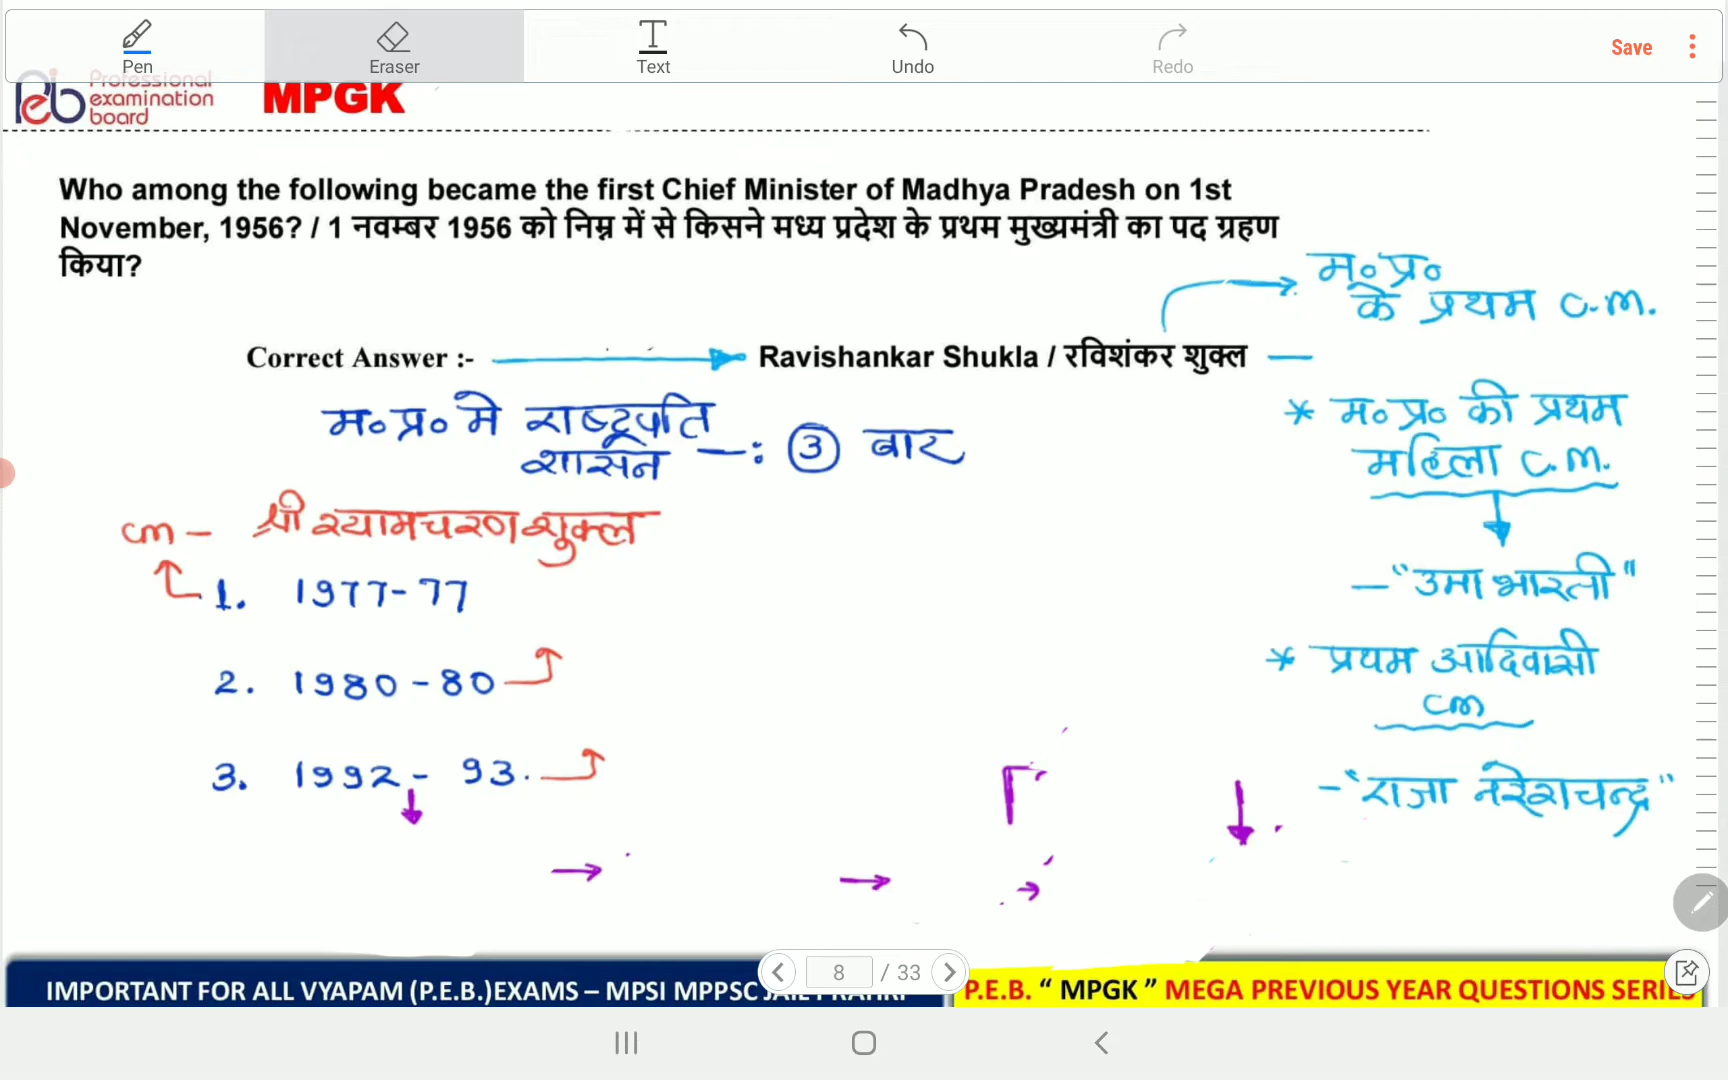 Pen
Eraser
Text
Undo
Redo
Save
Professional
examination
board
Peb
MPGK
Who among the following became the first Chief Minister of Madhya Pradesh on 1st
November, 1956? / 1 नवम्बर 1956 को निम्न में से किसने मध्य प्रदेश के प्रथम मुख्यमंत्री का पद ग्रहण
किया?
म॰प्र॰
के प्रथम C.M.
Correct Answer :- Ravishankar Shukla / रविशंकर शुक्ल
म॰प्र॰ मे राष्ट्रपति
शासन -: 3 बार
* म॰प्र॰ की प्रथम
महिला C.M.
- "उमा भारती"
cm - श्री श्यामचरण शुक्ल
1. 1977-77
2. 1980-80
3. 1992-93.
* प्रथम आदिवासी
cm
- "राजा नरेशचन्द्र"
IMPORTANT FOR ALL VYAPAM (P.E.B.)EXAMS – MPSI MPPSC
8 / 33
P.E.B. “ MPGK ” MEGA PREVIOUS YEAR QUESTIONS SERIES